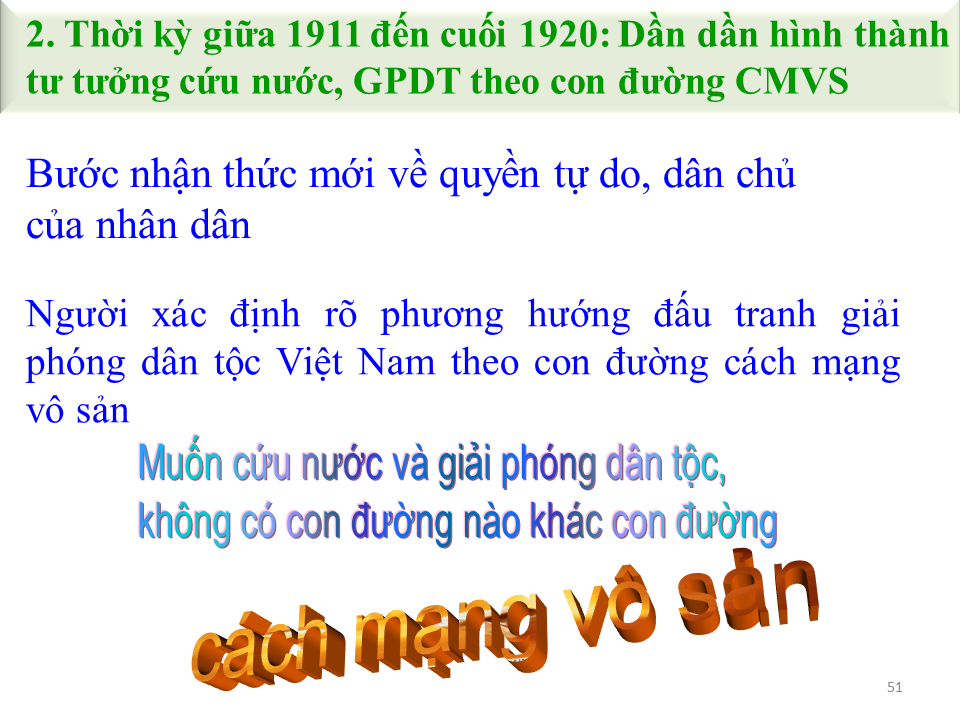 2. Thời kỳ giữa 1911 đến cuối 1920: Dần dần hình thành
tư tưởng cứu nước, GPDT theo con đường CMVS
Bước nhận thức mới về quyền tự do, dân chủ
của nhân dân
Người xác định rõ phương hướng đấu tranh giải
phóng dân tộc Việt Nam theo con đường cách mạng
vô sản
Muốn cứu nước và giải phóng dân tộc,
không có con đường nào khác con đường
cách mạng vô sản
51